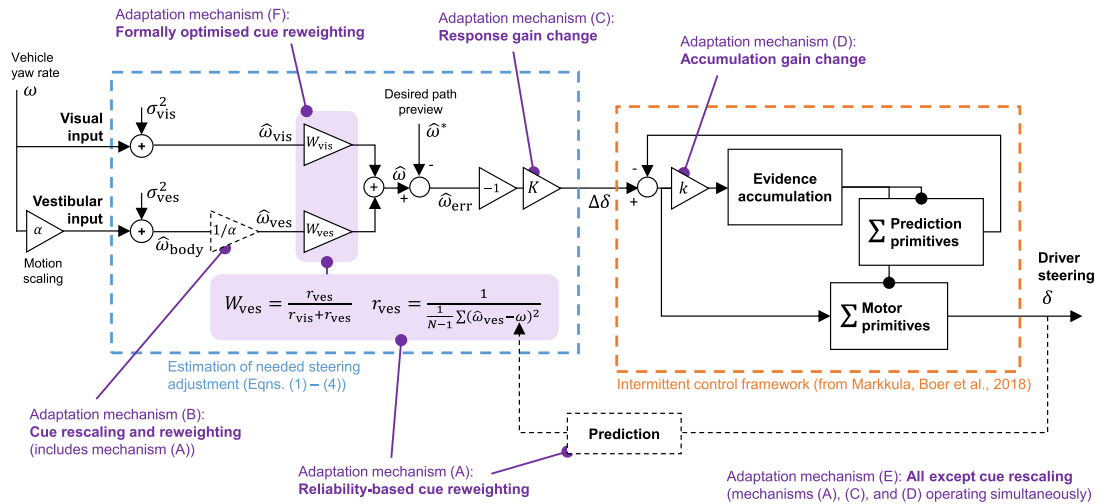 Adaptation mechanism (F):
Formally optimised cue reweighting
Adaptation mechanism (C):
Response gain change
Adaptation mechanism (D):
Accumulation gain change
Vehicle
yaw rate
ω
Visual
input
σ²vis
+
ω̂vis
Wvis
Desired path
preview
ω̂*
-
+
ω̂
+
ω̂err
-1
K
Δδ
-
+
k
Evidence
accumulation
∑ Prediction
primitives
Vestibular
input
α
Motion
scaling
σ²ves
+
ω̂body
1/α
ω̂ves
Wves
∑ Motor
primitives
Driver
steering
δ
Wves = rves / (rvis+rves)   rves = 1 / (1/(N−1) ∑(ω̂ves−ω)²)
Estimation of needed steering
adjustment (Eqns. (1) – (4))
Intermittent control framework (from Markkula, Boer et al., 2018)
Adaptation mechanism (B):
Cue rescaling and reweighting
(includes mechanism (A))
Prediction
Adaptation mechanism (A):
Reliability-based cue reweighting
Adaptation mechanism (E): All except cue rescaling
(mechanisms (A), (C), and (D) operating simultaneously)